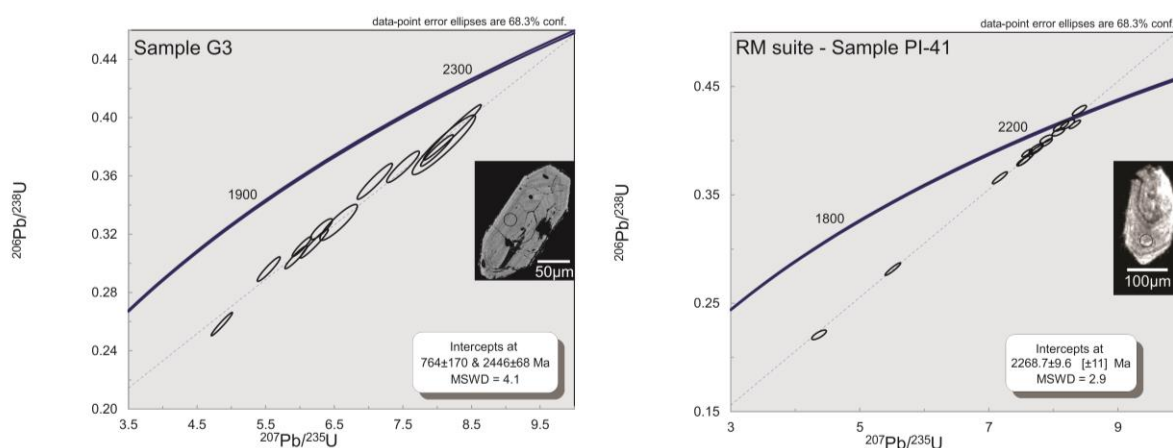 data-point error ellipses are 68.3% conf.
Sample G3
2300
1900
0.44
0.40
0.36
0.32
0.28
0.24
0.20
206Pb/238U
50μm
Intercepts at
764±170 & 2446±68 Ma
MSWD = 4.1
3.5 4.5 5.5 6.5 7.5 8.5 9.5
207Pb/235U
data-point error ellipses are 68.3% conf.
RM suite - Sample PI-41
2200
1800
0.45
0.35
0.25
0.15
206Pb/238U
100μm
Intercepts at
2268.7±9.6 [±11] Ma
MSWD = 2.9
3 5 7 9
207Pb/235U